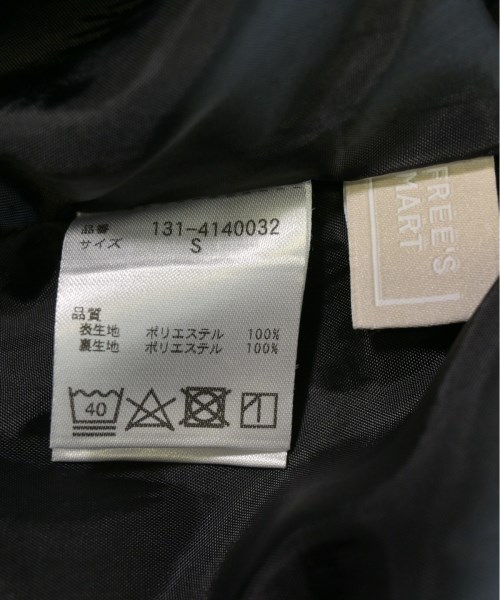 品番 131-4140032
サイズ S
品質
表生地 ポリエステル 100%
裏生地 ポリエステル 100%
40
FREE'S
MART